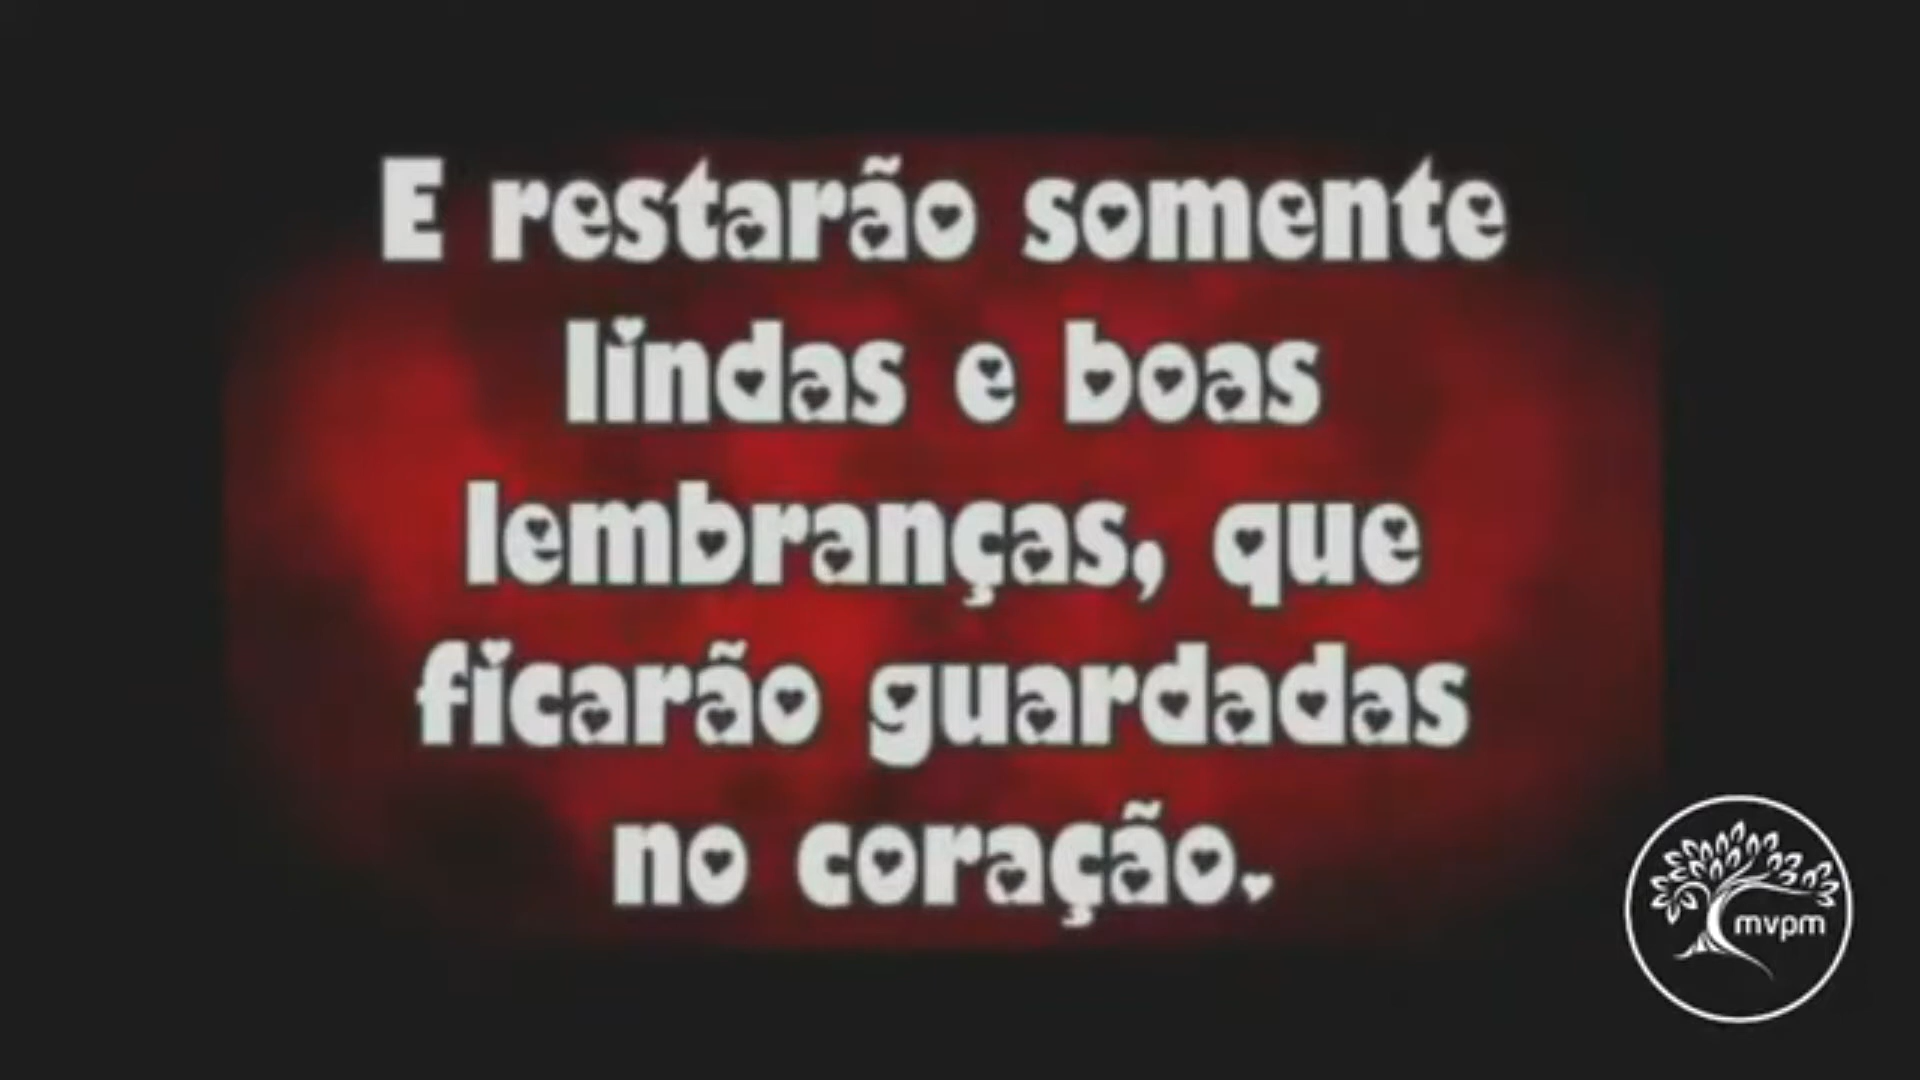 E restarão somente
lindas e boas
lembranças, que
ficarão guardadas
no coração.
mvpm